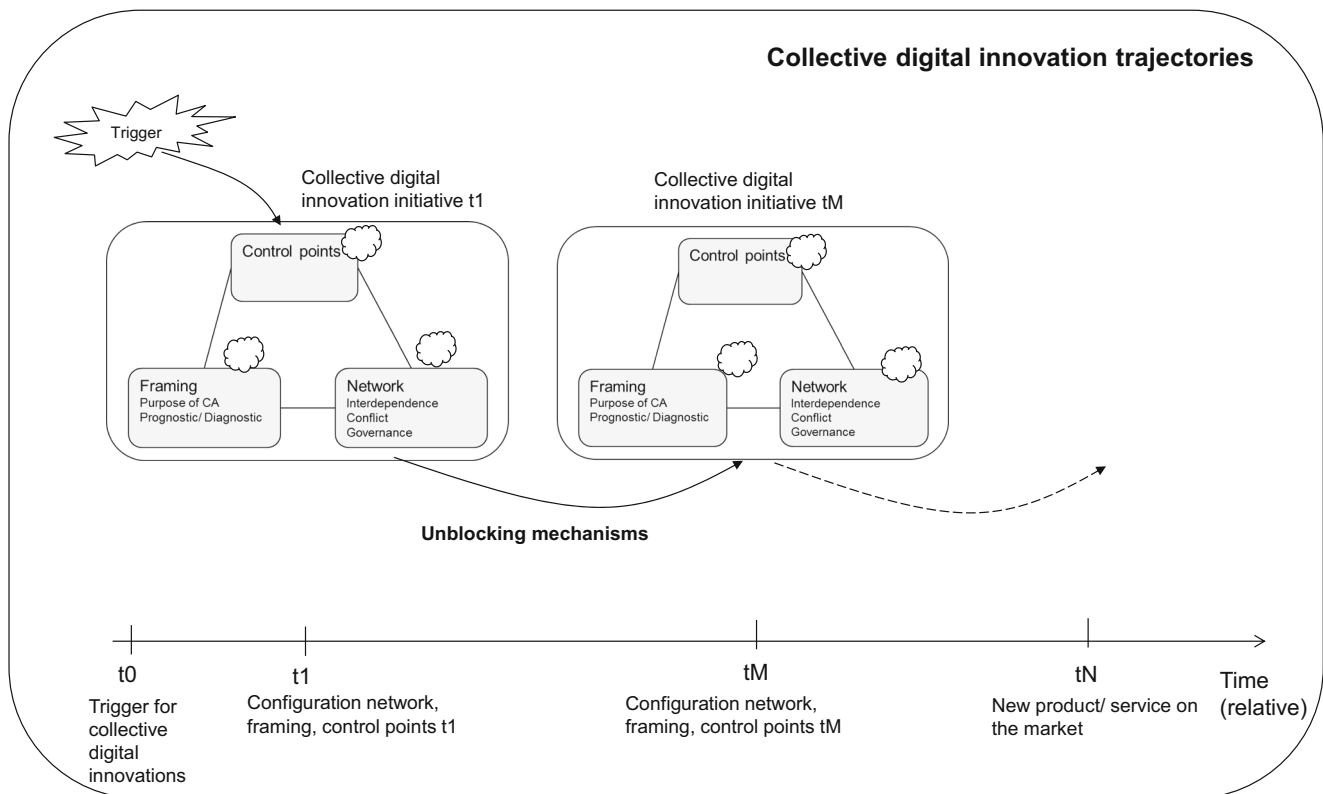 Collective digital innovation trajectories
Trigger
Collective digital
innovation initiative t1
Control points
Framing
Purpose of CA
Prognostic/ Diagnostic
Network
Interdependence
Conflict
Governance
Collective digital
innovation initiative tM
Control points
Framing
Purpose of CA
Prognostic/ Diagnostic
Network
Interdependence
Conflict
Governance
Unblocking mechanisms
t0
Trigger for
collective
digital
innovations
t1
Configuration network,
framing, control points t1
tM
Configuration network,
framing, control points tM
tN
New product/ service on
the market
Time
(relative)